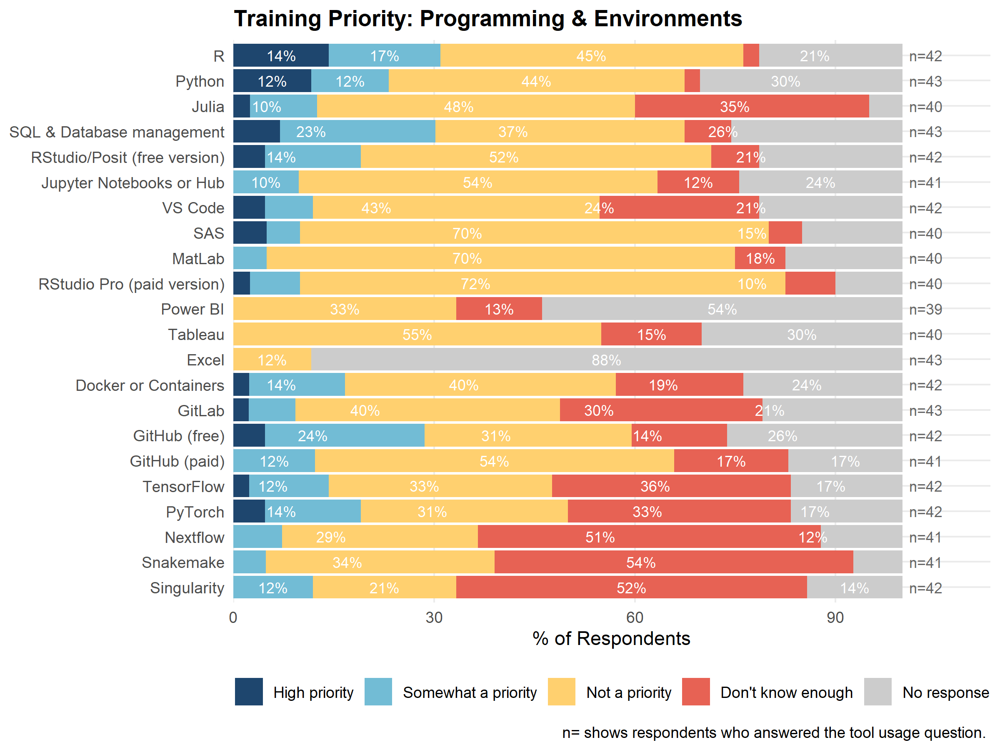 Training Priority: Programming & Environments
R 14% 17% 45% 21% n=42
Python 12% 12% 44% 30% n=43
Julia 10% 48% 35% n=40
SQL & Database management 23% 37% 26% n=43
RStudio/Posit (free version) 14% 52% 21% n=42
Jupyter Notebooks or Hub 10% 54% 12% 24% n=41
VS Code 43% 24% 21% n=42
SAS 70% 15% n=40
MatLab 70% 18% n=40
RStudio Pro (paid version) 72% 10% n=40
Power BI 33% 13% 54% n=39
Tableau 55% 15% 30% n=40
Excel 12% 88% n=43
Docker or Containers 14% 40% 19% 24% n=42
GitLab 40% 30% 21% n=43
GitHub (free) 24% 31% 14% 26% n=42
GitHub (paid) 12% 54% 17% 17% n=41
TensorFlow 12% 33% 36% 17% n=42
PyTorch 14% 31% 33% 17% n=42
Nextflow 29% 51% 12% n=41
Snakemake 34% 54% n=41
Singularity 12% 21% 52% 14% n=42
0 30 60 90
% of Respondents
High priority Somewhat a priority Not a priority Don't know enough No response
n= shows respondents who answered the tool usage question.